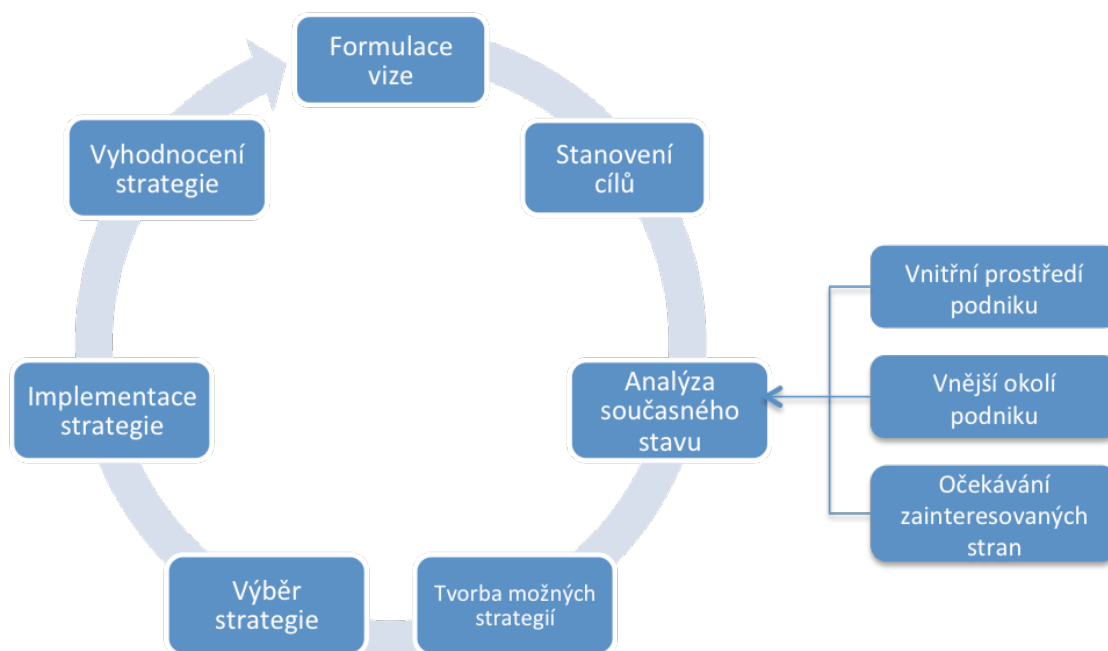 Formulace
vize
Stanovení
cílů
Analýza
současného
stavu
Vnitřní prostředí
podniku
Vnější okolí
podniku
Očekávání
zainteresovaných
stran
Tvorba možných
strategií
Výběr
strategie
Implementace
strategie
Vyhodnocení
strategie